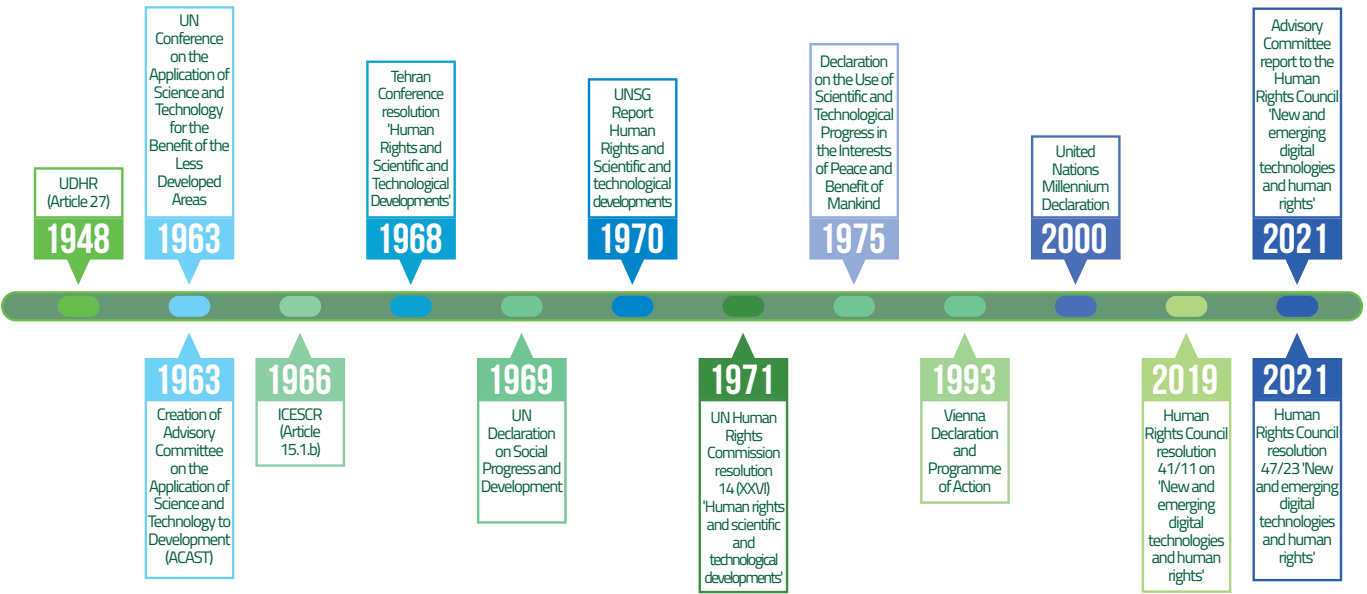 UN
Conference
on the
Application of
Science and
Technology
for the
Benefit of the
Less
Developed
Areas
Advisory
Committee
report to the
Human
Rights Council
'New and
emerging
digital
technologies
and human
rights'
Declaration
on the Use of
Scientific and
Technological
Progress in
the Interests
of Peace and
Benefit of
Mankind
Tehran
Conference
resolution
'Human
Rights and
Scientific and
Technological
Developments'
UNSG
Report
Human
Rights and
Scientific and
technological
developments
United
Nations
Millennium
Declaration
UDHR
(Article 27)
1948
1963
1968
1970
1975
2000
2021
1963
Creation of
Advisory
Committee
on the
Application of
Science and
Technology to
Development
(ACAST)
1966
ICESCR
(Article
15.1.b)
1969
UN
Declaration
on Social
Progress and
Development
1971
UN Human
Rights
Commission
resolution
14 (XXVI)
'Human rights
and scientific
and
technological
developments'
1993
Vienna
Declaration
and
Programme
of Action
2019
Human
Rights Council
resolution
41/11 on
'New and
emerging
digital
technologies
and human
rights'
2021
Human
Rights Council
resolution
47/23 'New
and emerging
digital
technologies
and human
rights'